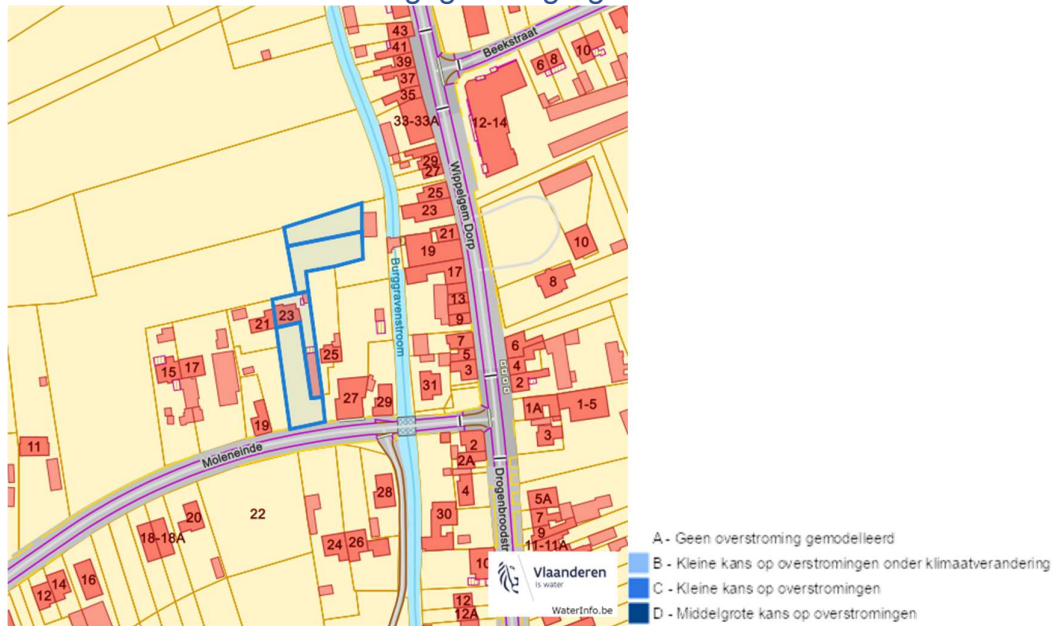 43
41
39
37
35
33-33A
29
27
25
23
21
19
17
13
9
7
5
3
31
Beekstraat
6
8
10
12-14
Wippelgem Dorp
10
8
Burggravenstroom
23
21
25
15
17
27
29
19
11
6
4
2
1A
1-5
3
Moleneinde
2
2A
4
Drogenbroodstr
22
28
30
20
18-18A
24
26
5A
7
9
11-11A
10
14
16
12
12
12A
Vlaanderen
is water
WaterInfo.be
A - Geen overstroming gemodelleerd
B - Kleine kans op overstromingen onder klimaatverandering
C - Kleine kans op overstromingen
D - Middelgrote kans op overstromingen